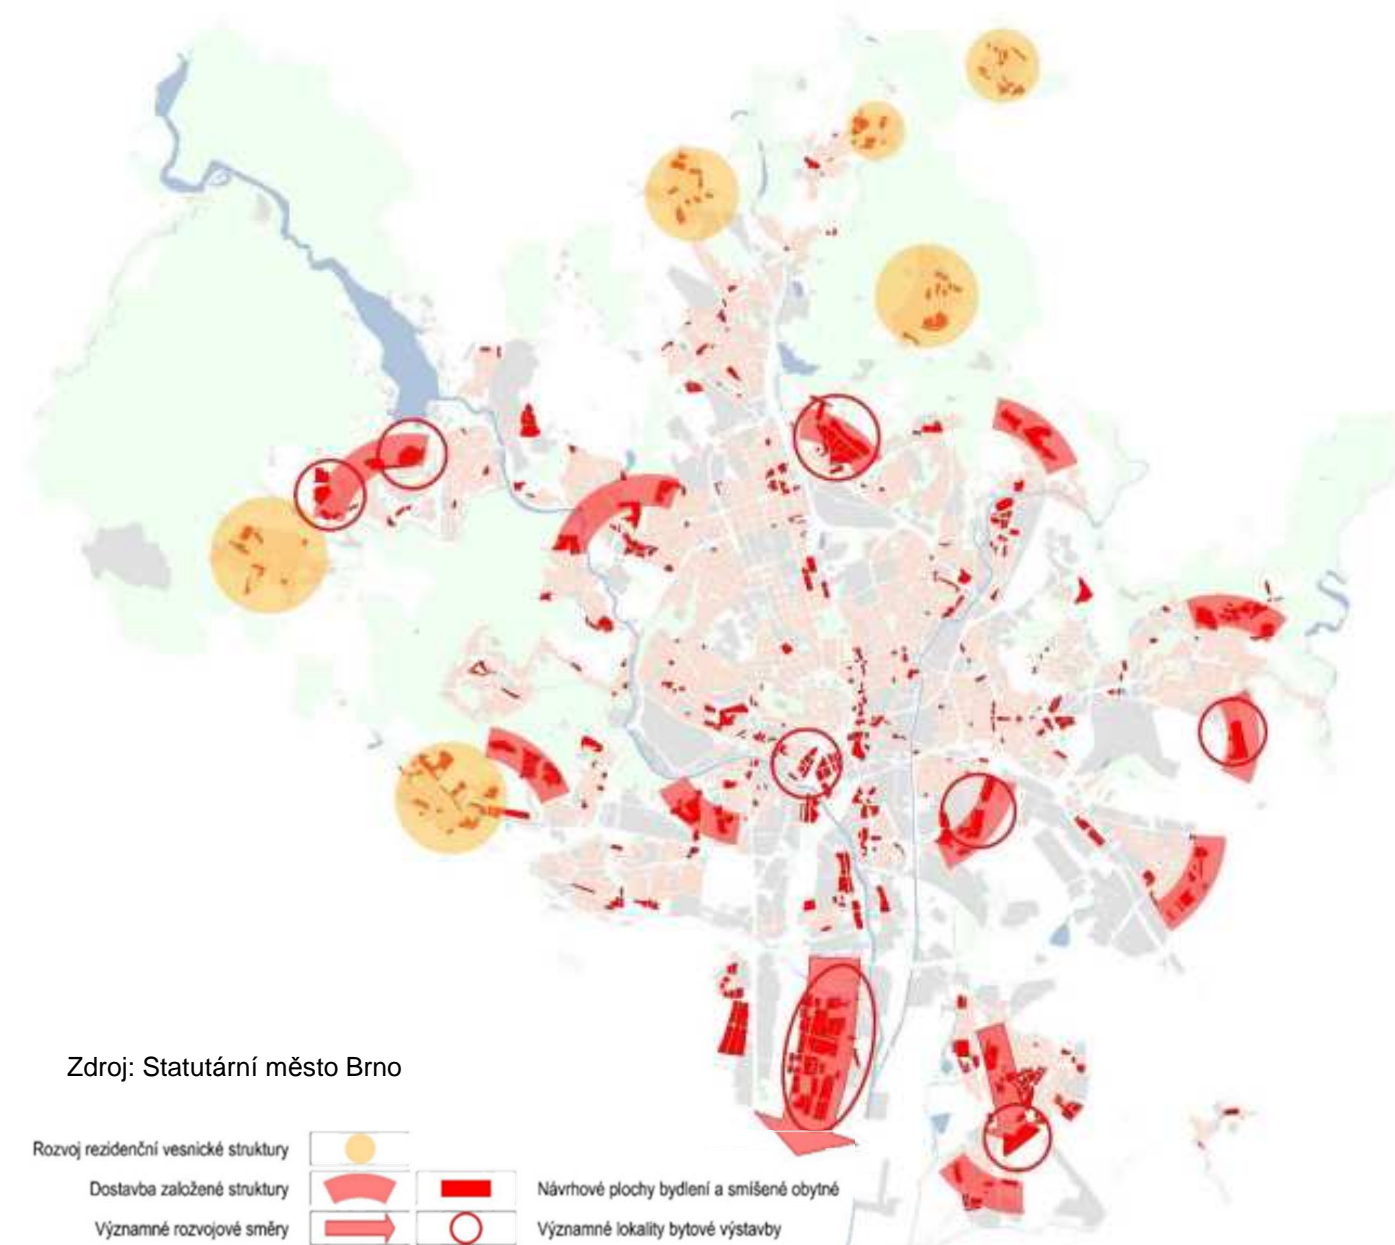 Zdroj: Statutární město Brno
Rozvoj rezidenční vesnické struktury
Dostavba založené struktury
Návrhové plochy bydlení a smíšené obytné
Významné rozvojové směry
Významné lokality bytové výstavby